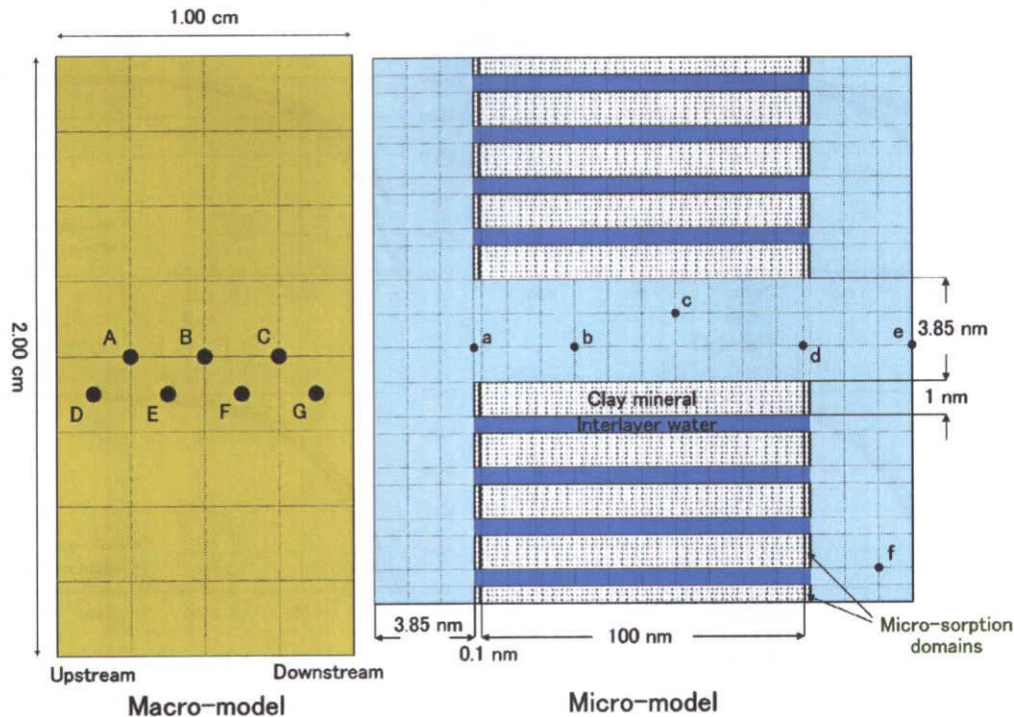 1.00 cm
2.00 cm
A
B
C
D
E
F
G
Upstream
Downstream
Macro-model
a
b
c
d
e
f
3.85 nm
Clay mineral
1 nm
Interlayer water
3.85 nm
100 nm
0.1 nm
Micro-sorption
domains
Micro-model